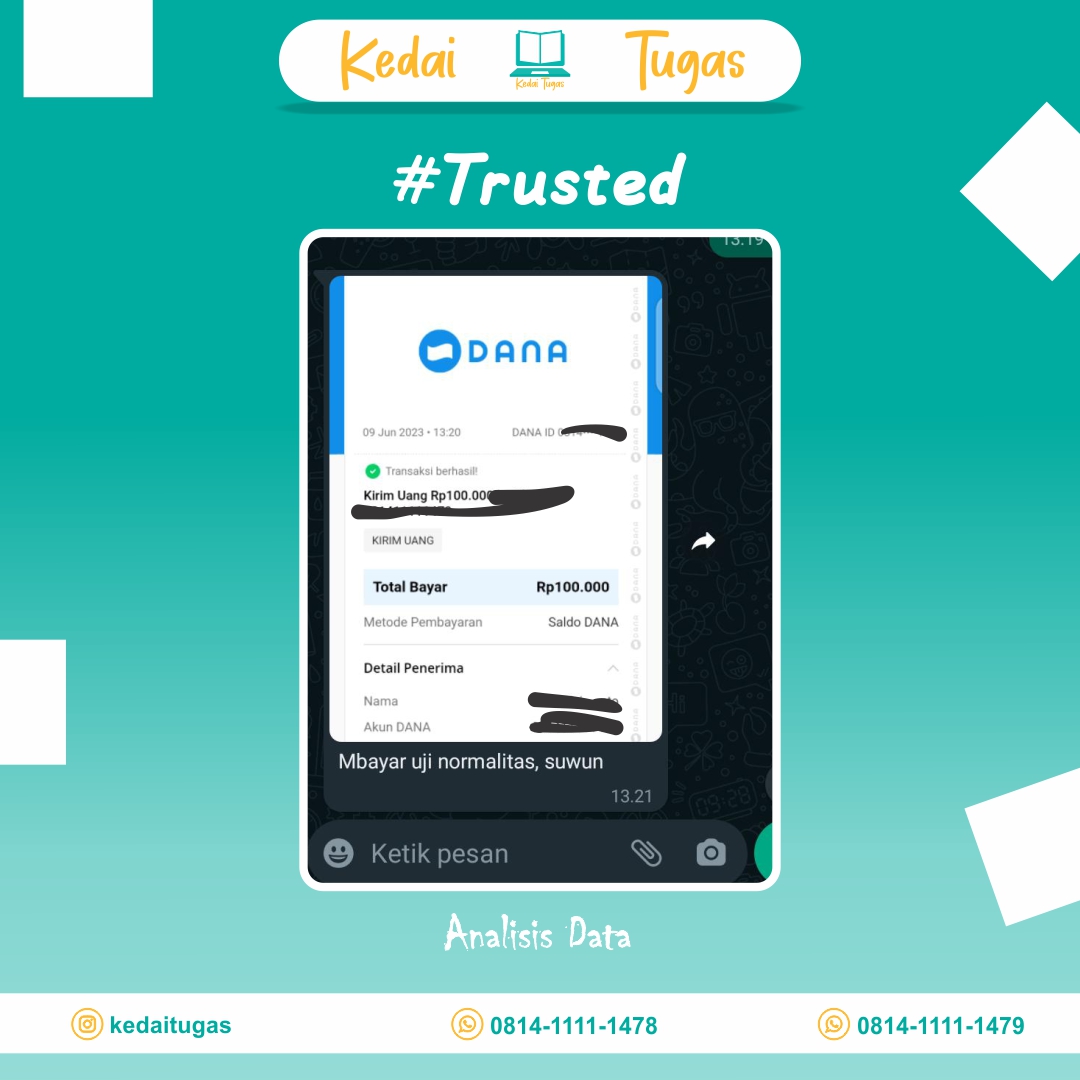 Kedai Tugas
Kedai Tugas
#Trusted
13.19
DANA
09 Jun 2023 • 13:20 DANA ID
Transaksi berhasil!
Kirim Uang Rp100.000
KIRIM UANG
Total Bayar Rp100.000
Metode Pembayaran Saldo DANA
Detail Penerima
Nama
Akun DANA
Mbayar uji normalitas, suwun
13.21
Ketik pesan
Analisis Data
kedaitugas 0814-1111-1478 0814-1111-1479